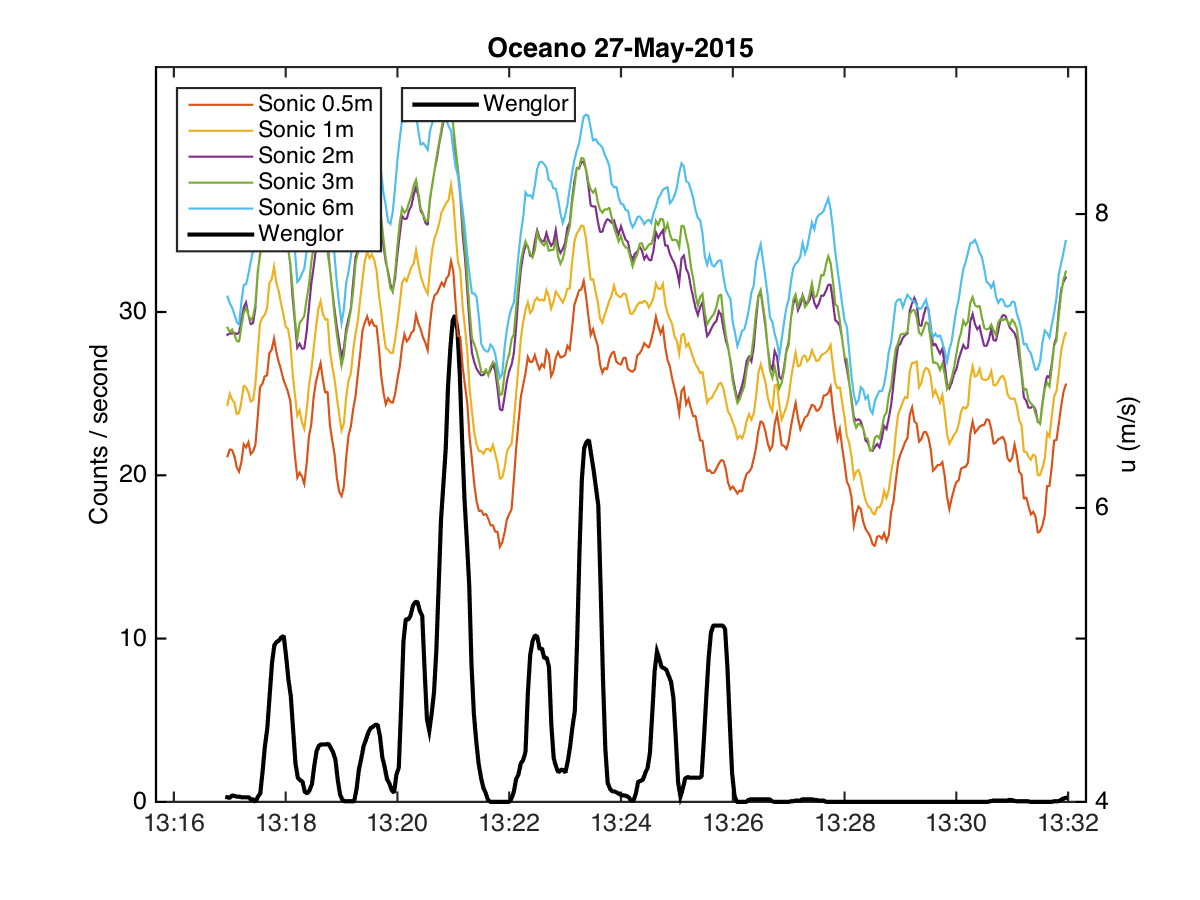 Oceano 27-May-2015
Sonic 0.5m
Sonic 1m
Sonic 2m
Sonic 3m
Sonic 6m
Wenglor
Wenglor
Counts / second
30
20
10
0
8
6
4
u (m/s)
13:16 13:18 13:20 13:22 13:24 13:26 13:28 13:30 13:32